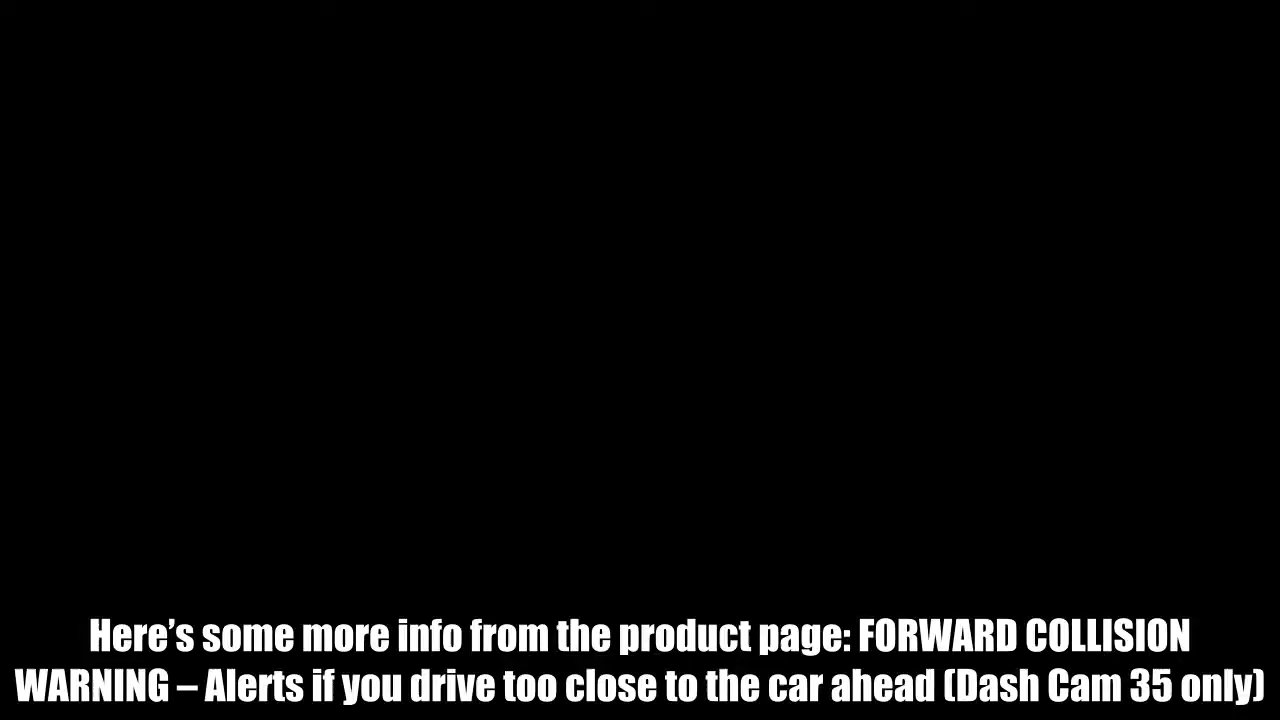 Here’s some more info from the product page: FORWARD COLLISION
WARNING – Alerts if you drive too close to the car ahead (Dash Cam 35 only)